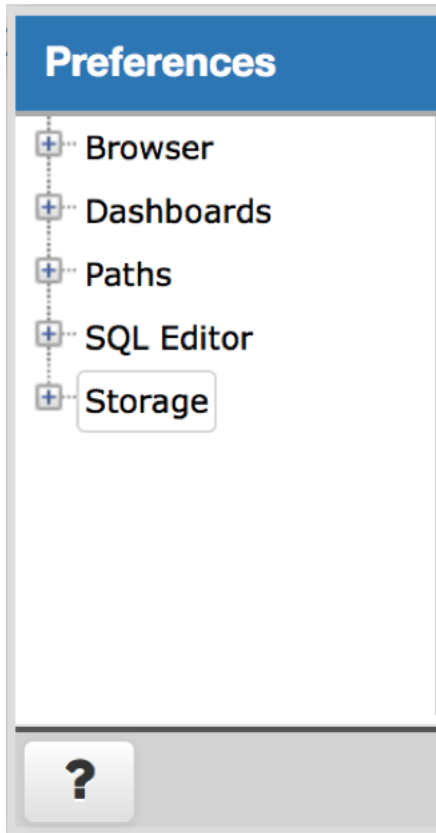 Preferences
Browser
Dashboards
Paths
SQL Editor
Storage
?